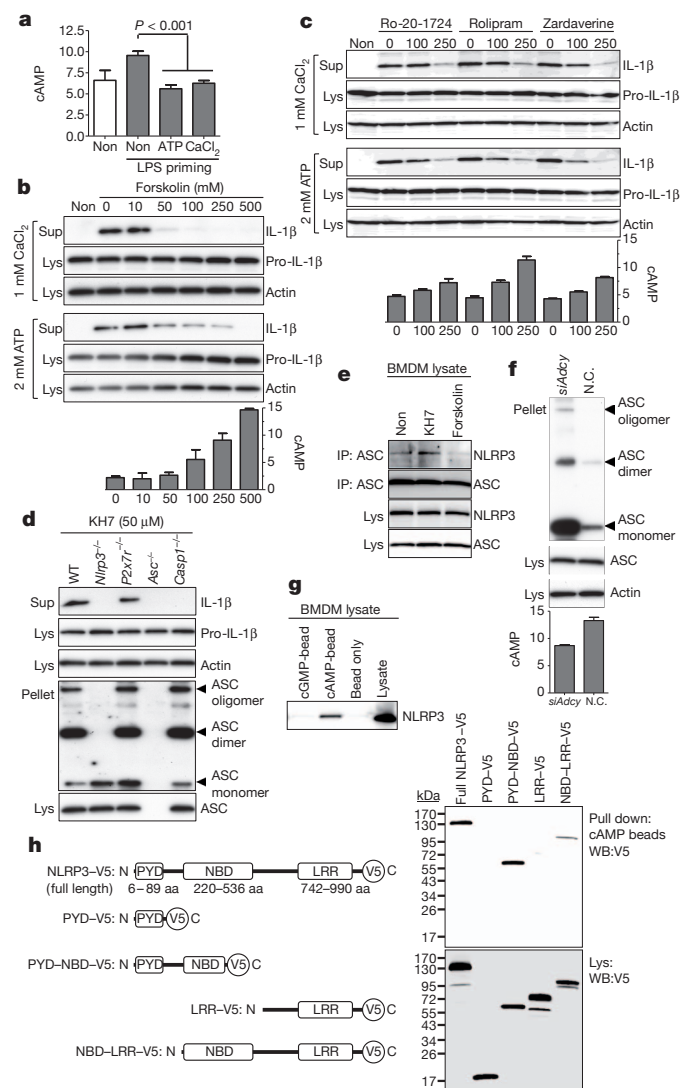 a
P < 0.001
12.5
10.0
7.5
5.0
2.5
0.0
cAMP
Non Non ATP CaCl2
LPS priming
b
Forskolin (mM)
Non 0 10 50 100 250 500
1 mM CaCl2
Sup IL-1β
Lys Pro-IL-1β
Lys Actin
2 mM ATP
Sup IL-1β
Lys Pro-IL-1β
Lys Actin
15
10
5
0
cAMP
0 10 50 100 250 500
c
Ro-20-1724 Rolipram Zardaverine
Non 0 100 250 0 100 250 0 100 250
1 mM CaCl2
Sup IL-1β
Lys Pro-IL-1β
Lys Actin
2 mM ATP
Sup IL-1β
Lys Pro-IL-1β
Lys Actin
15
10
5
0
cAMP
0 100 250 0 100 250 0 100 250
d
KH7 (50 μM)
WT Nlrp3–/– P2x7r–/– Asc–/– Casp1–/–
Sup IL-1β
Lys Pro-IL-1β
Lys Actin
Pellet ASC oligomer
ASC dimer
ASC monomer
Lys ASC
e
BMDM lysate
Non KH7 Forskolin
IP: ASC NLRP3
IP: ASC ASC
Lys NLRP3
Lys ASC
f
siAdcy N.C.
Pellet ASC oligomer
ASC dimer
ASC monomer
Lys ASC
Lys Actin
15
10
5
0
cAMP
siAdcy N.C.
g
BMDM lysate
cGMP-bead cAMP-bead Bead only Lysate
NLRP3
h
NLRP3–V5: N PYD NBD LRR V5 C
(full length) 6–89 aa 220–536 aa 742–990 aa
PYD–V5: N PYD V5 C
PYD–NBD–V5: N PYD NBD V5 C
LRR–V5: N LRR V5 C
NBD–LRR–V5: N NBD LRR V5 C
Full NLRP3–V5 PYD–V5 PYD–NBD–V5 LRR–V5 NBD–LRR–V5
kDa
170
130
95
72
55
43
34
26
17
Pull down:
cAMP beads
WB:V5
170
130
95
72
55
43
34
26
17
Lys:
WB:V5